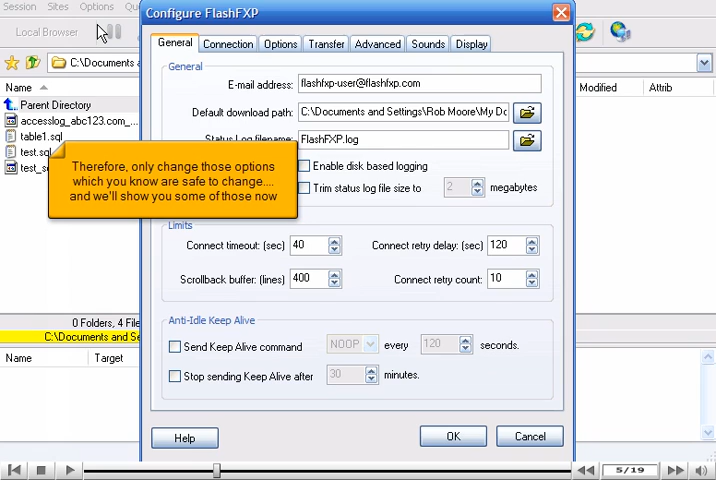 Session Sites Options
Configure FlashFXP
Local Browser
General Connection Options Transfer Advanced Sounds Display
C:\Documents a
General
E-mail address: flashfxp-user@flashfxp.com
Name Modified Attrib
Default download path: C:\Documents and Settings\Rob Moore\My Do
Parent Directory
accesslog_abc123.com_...
Status Log filename: FlashFXP.log
table1.sql
test.sql
test_s
Enable disk based logging
Trim status log file size to 2 megabytes
Therefore, only change those options
which you know are safe to change....
and we'll show you some of those now
Limits
Connect timeout: (sec) 40 Connect retry delay: (sec) 120
Scrollback buffer: (lines) 400 Connect retry count: 10
0 Folders, 4 File
Anti-Idle Keep Alive
C:\Documents and Se
Send Keep Alive command NOOP every 120 seconds.
Name Target
Stop sending Keep Alive after 30 minutes.
Help OK Cancel
5/19